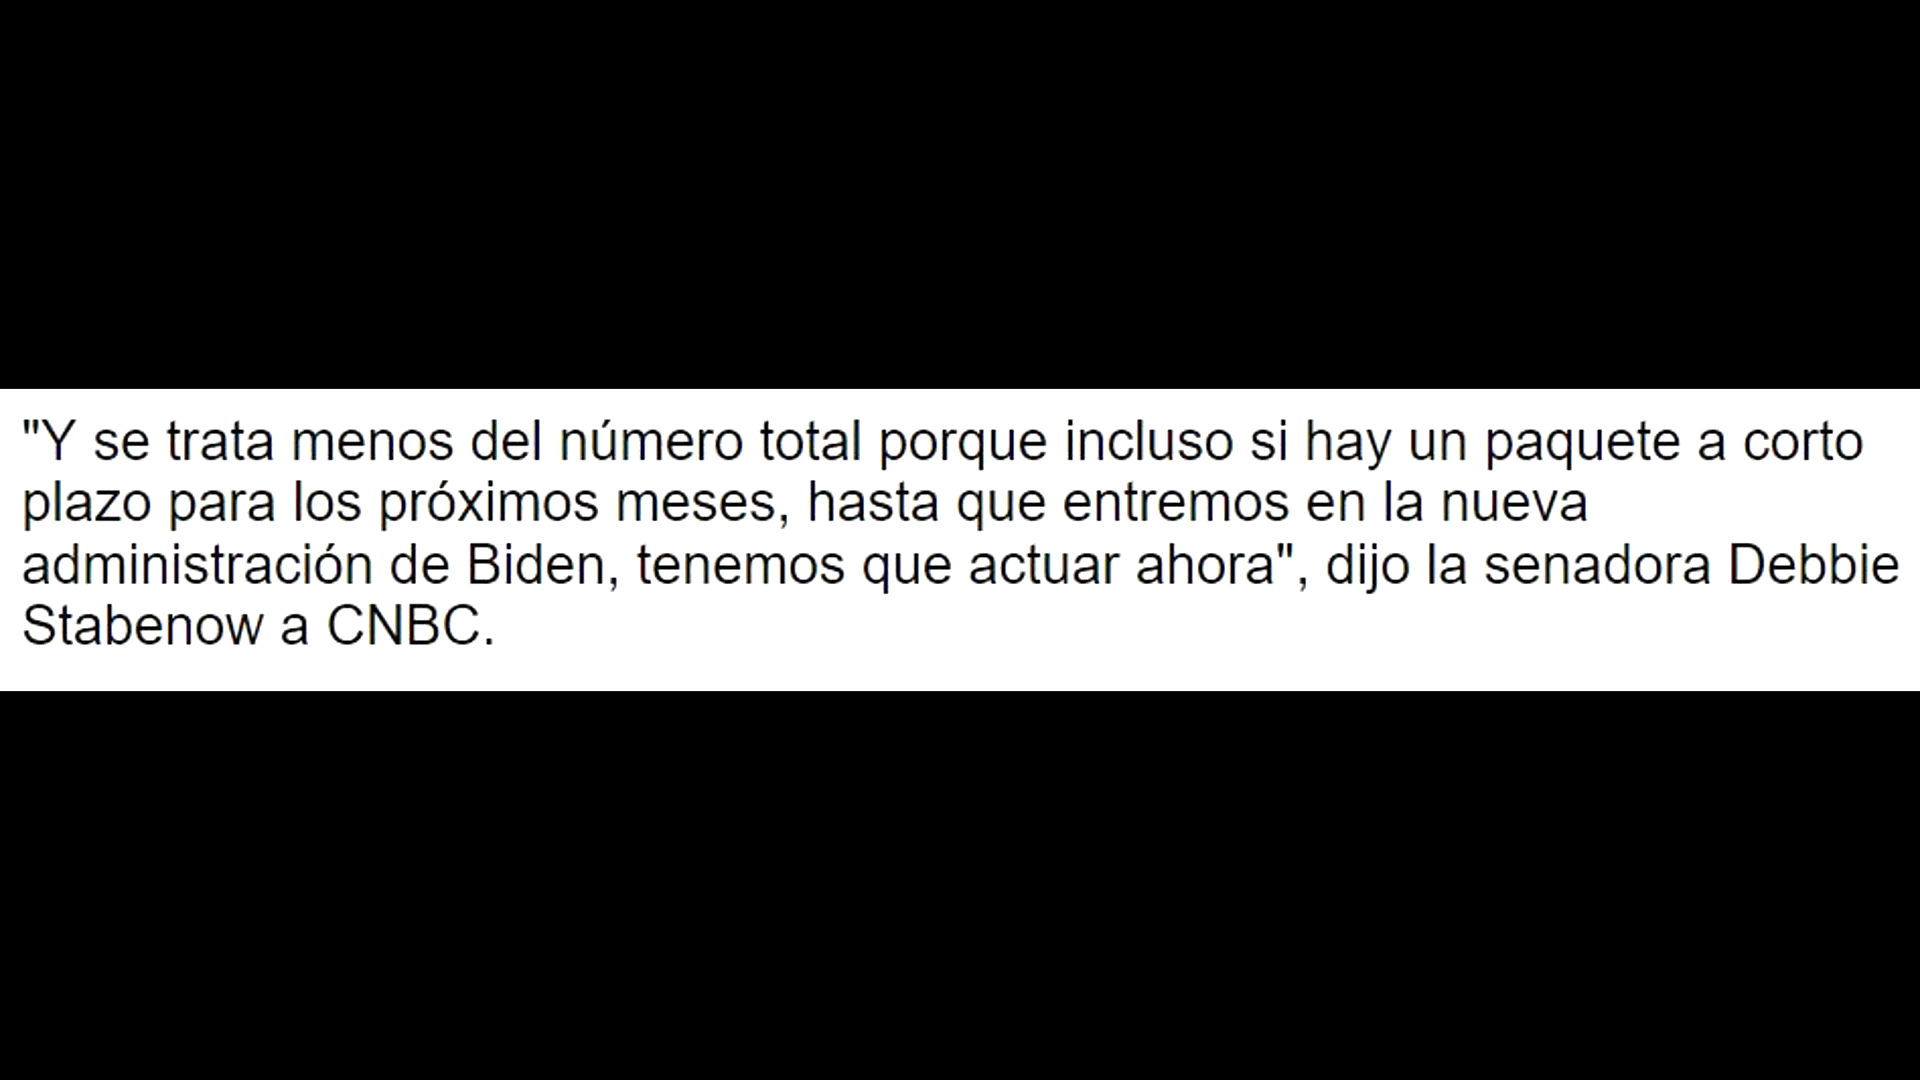 "Y se trata menos del número total porque incluso si hay un paquete a corto
plazo para los próximos meses, hasta que entremos en la nueva
administración de Biden, tenemos que actuar ahora", dijo la senadora Debbie
Stabenow a CNBC.